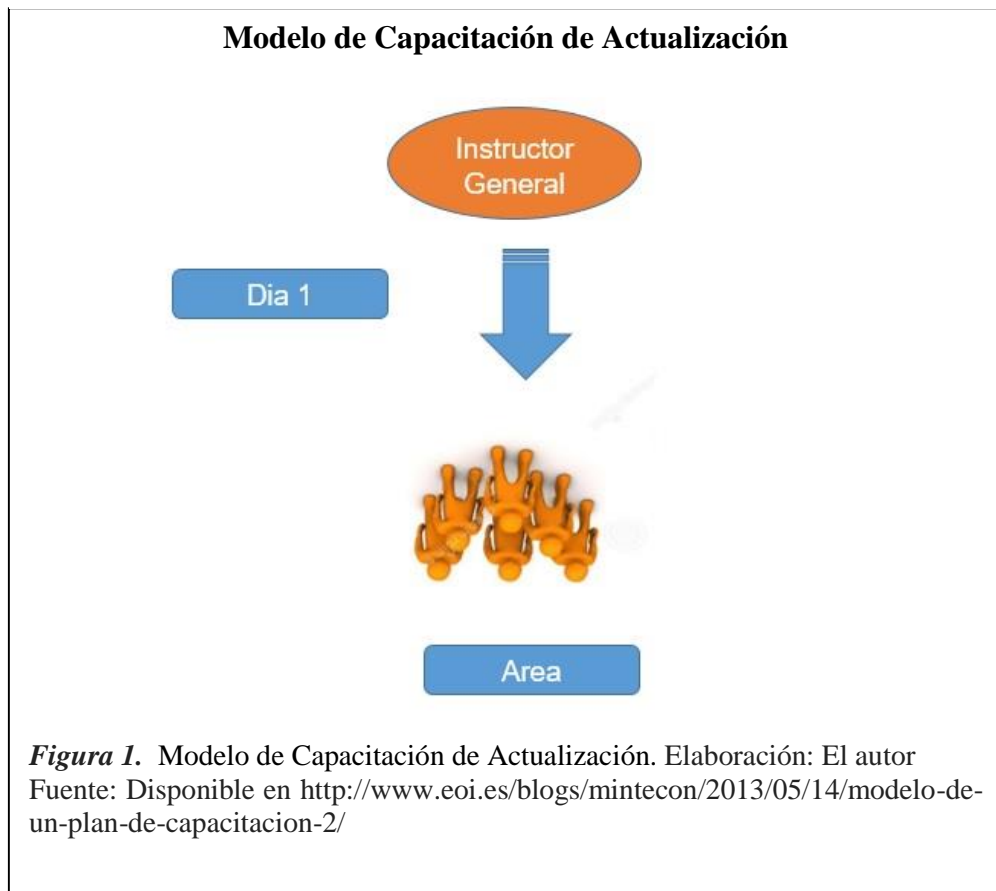 Modelo de Capacitación de Actualización
Instructor
General
Dia 1
Area
Figura 1. Modelo de Capacitación de Actualización. Elaboración: El autor
Fuente: Disponible en http://www.eoi.es/blogs/mintecon/2013/05/14/modelo-de-
un-plan-de-capacitacion-2/